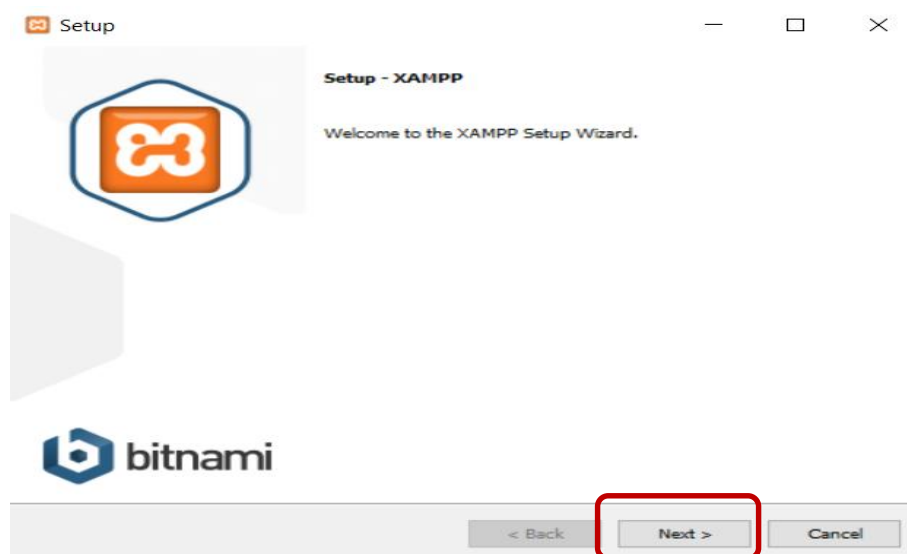 Setup
Setup - XAMPP
Welcome to the XAMPP Setup Wizard.
bitnami
< Back
Next >
Cancel